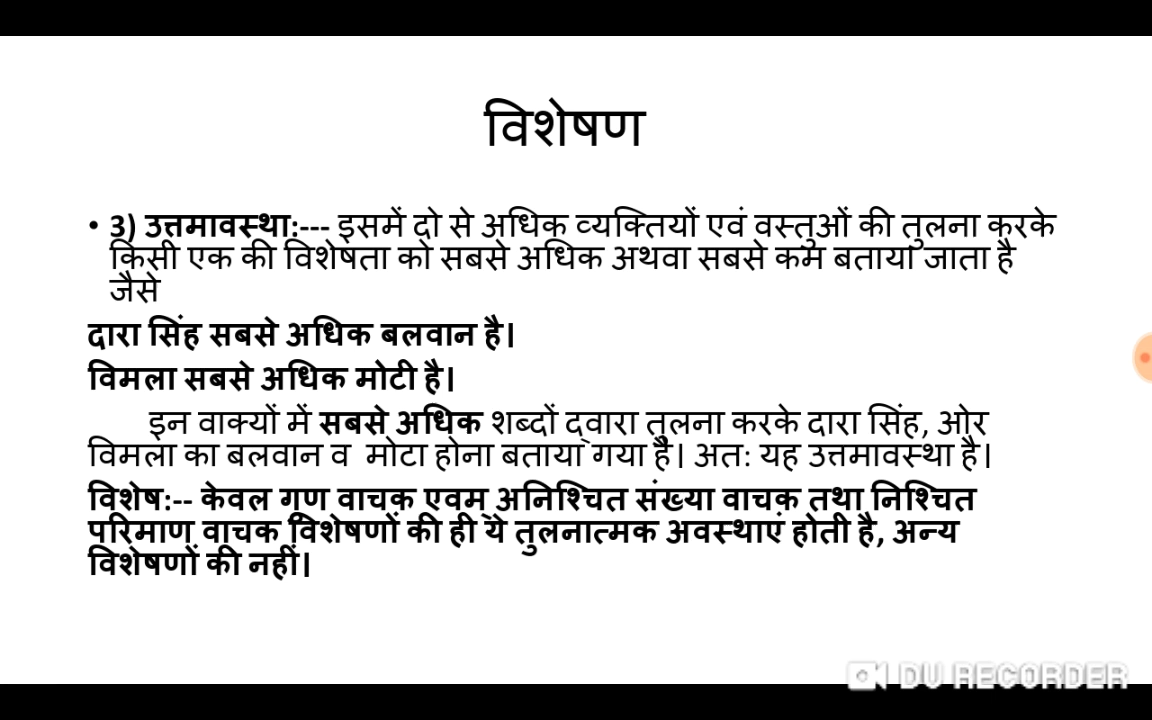 विशेषण
• 3) उत्तमावस्था:--- इसमें दो से अधिक व्यक्तियों एवं वस्तुओं की तुलना करके
किसी एक की विशेषता को सबसे अधिक अथवा सबसे कम बताया जाता है
जैसे
दारा सिंह सबसे अधिक बलवान है।
विमला सबसे अधिक मोटी है।
इन वाक्यों में सबसे अधिक शब्दों द्वारा तुलना करके दारा सिंह, ओर
विमला का बलवान व मोटा होना बताया गया है। अतः यह उत्तमावस्था है।
विशेष:-- केवल गूण वाचक एवम् अनिश्चित संख्या वाचक तथा निश्चित
परिमाण वाचक विशेषणों की ही ये तुलनात्मक अवस्थाएं होती है, अन्य
विशेषणों की नहीं।
DU RECORDER